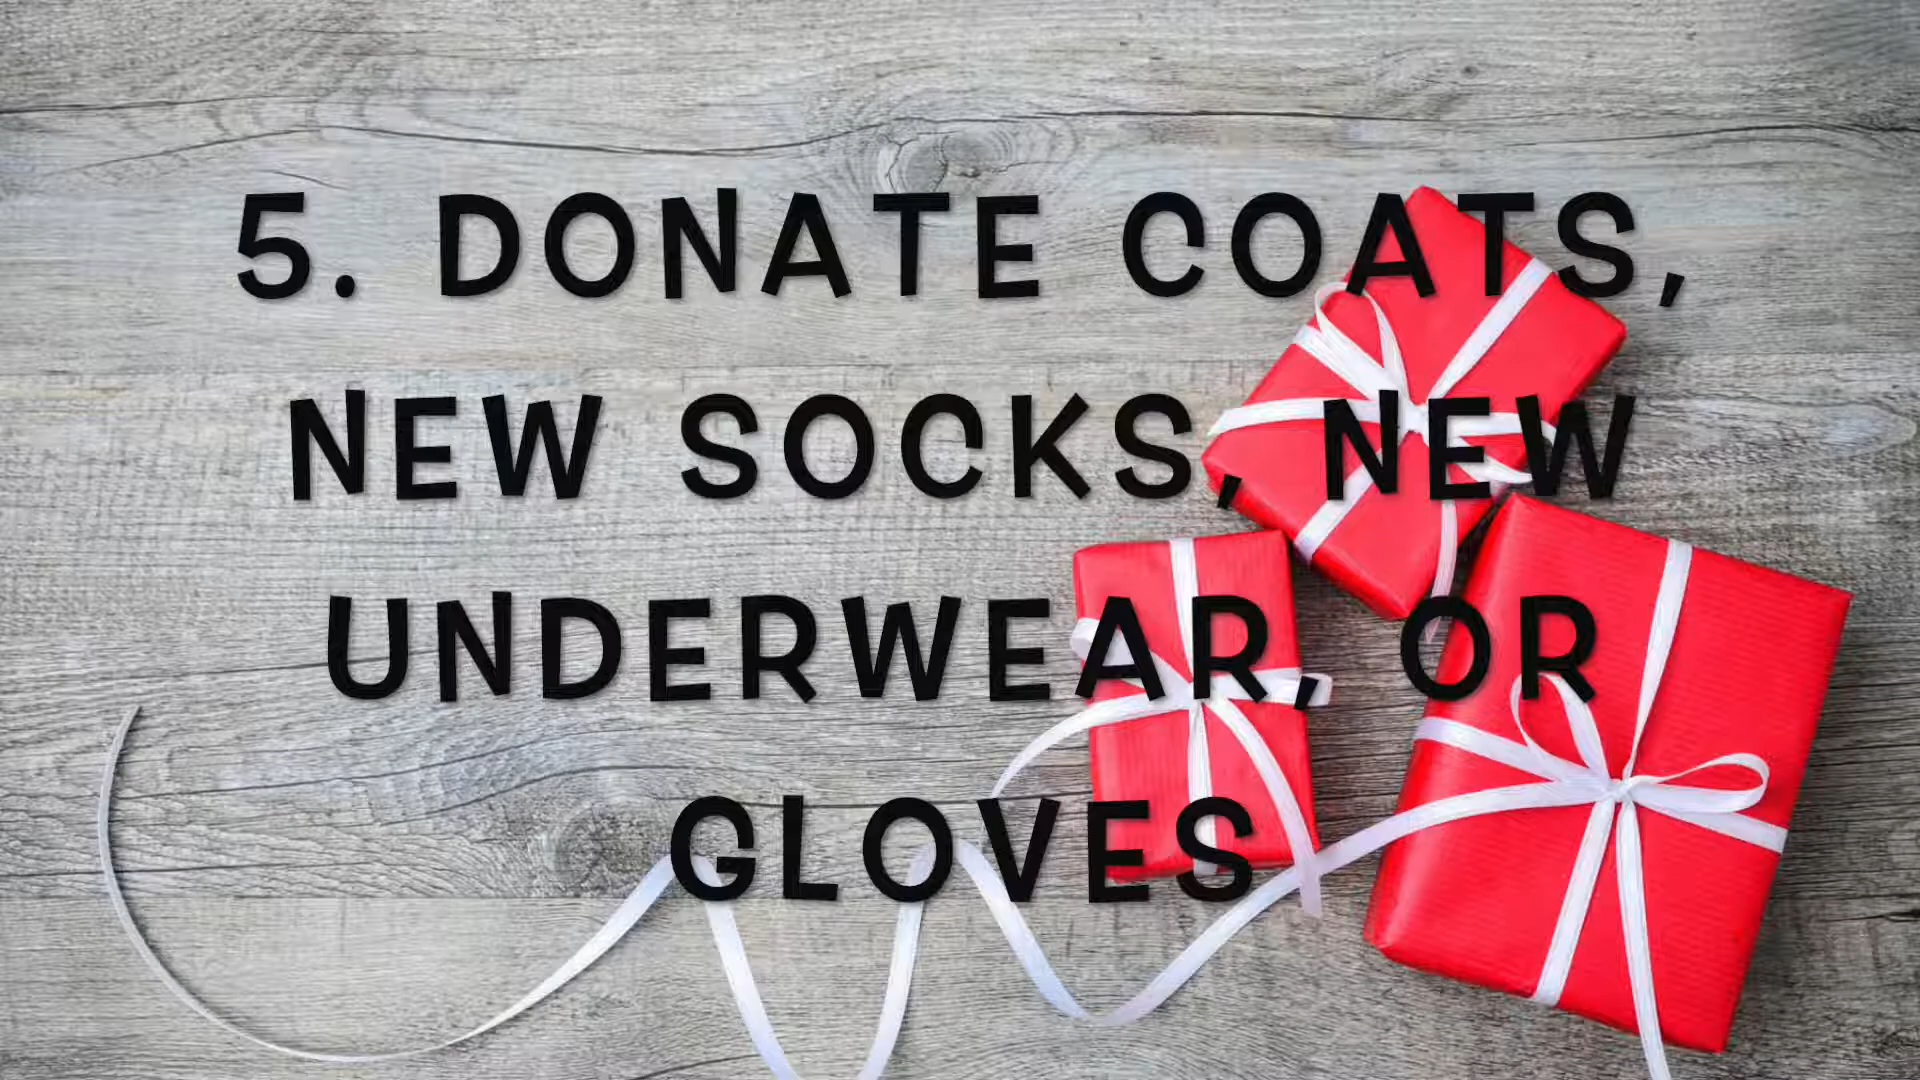 5. DONATE COATS,
NEW SOCKS, NEW
UNDERWEAR, OR
GLOVES